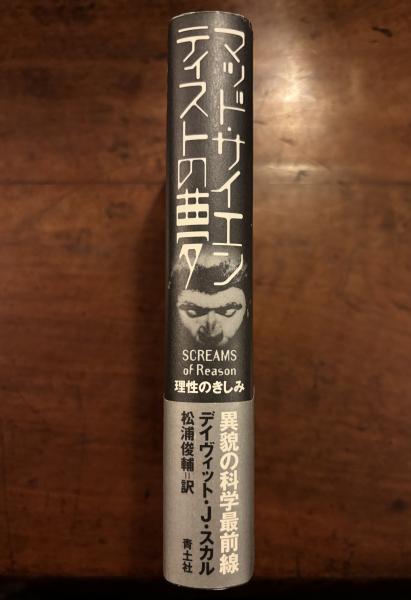 マッド・サイエン
ティストの夢
SCREAMS
of Reason
理性のきしみ
異貌の科学最前線
デイヴィット・J・スカル
松浦俊輔=訳
青土社